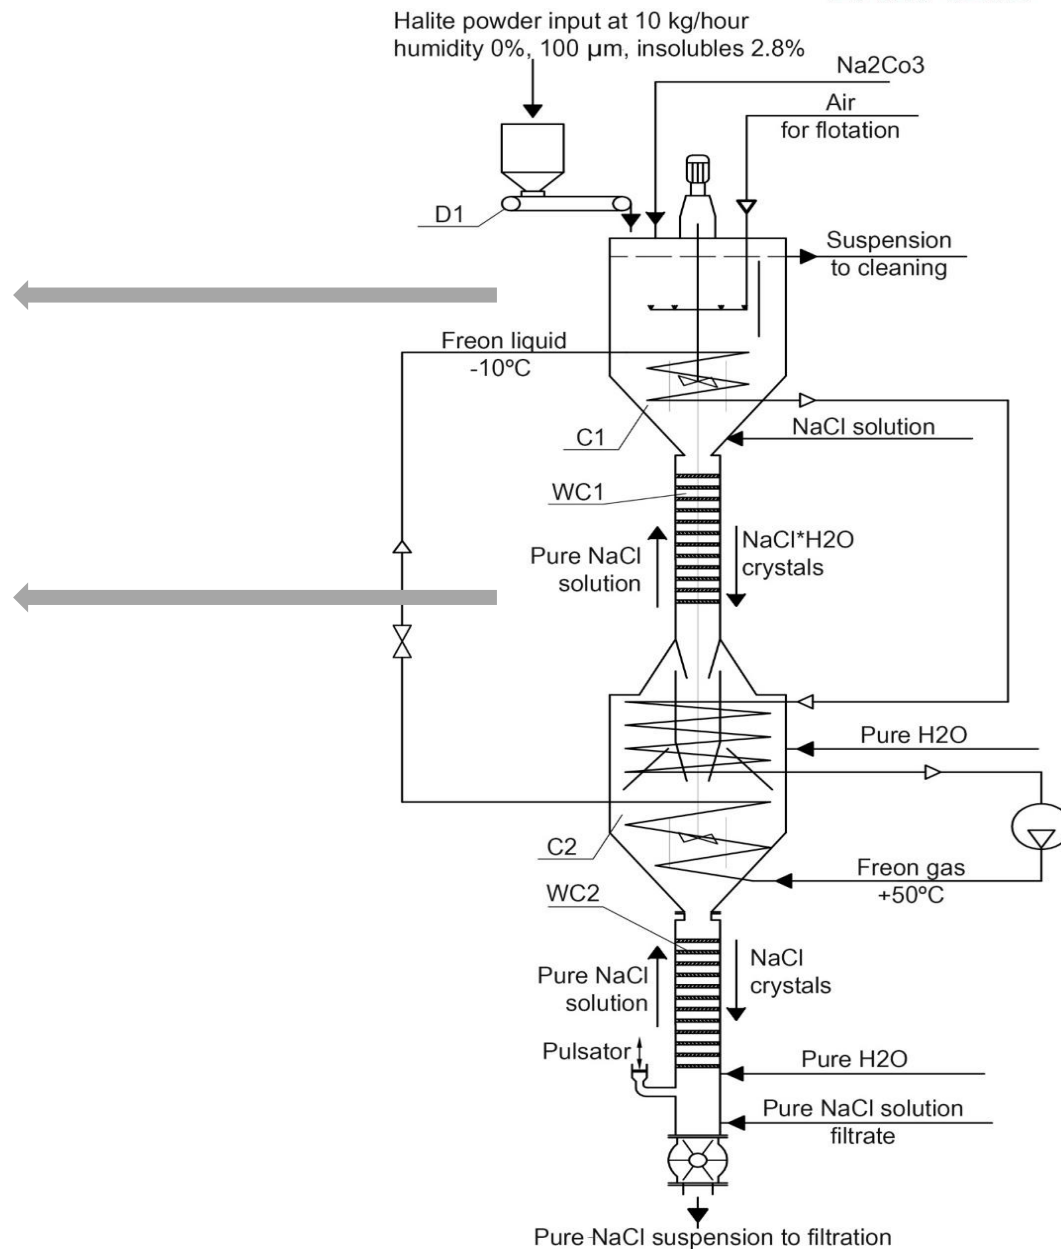 Halite powder input at 10 kg/hour
humidity 0%, 100 µm, insolubles 2.8%
Na2Co3
Air
for flotation
D1
Suspension
to cleaning
Freon liquid
-10ºC
C1
NaCl solution
WC1
Pure NaCl
solution
NaCl*H2O
crystals
Pure H2O
C2
Freon gas
+50ºC
WC2
Pure NaCl
solution
NaCl
crystals
Pulsator
Pure H2O
Pure NaCl solution
filtrate
Pure NaCl suspension to filtration